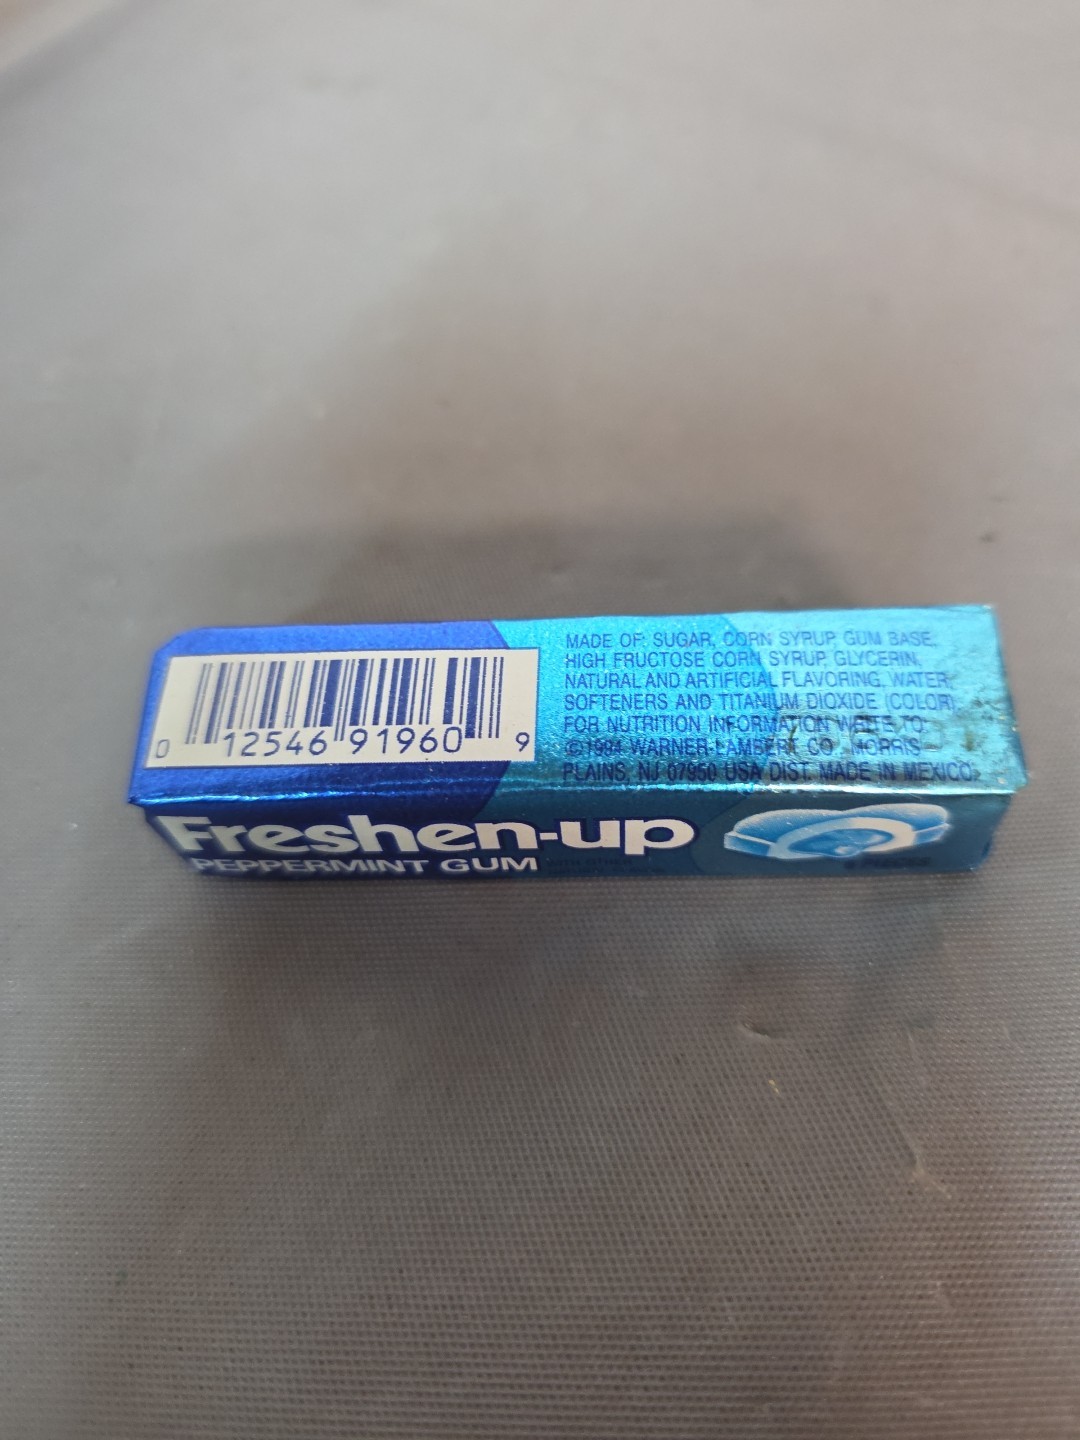 0 12546 91960 9
MADE OF: SUGAR, CORN SYRUP, GUM BASE,
HIGH FRUCTOSE CORN SYRUP, GLYCERIN,
NATURAL AND ARTIFICIAL FLAVORING, WATER,
SOFTENERS AND TITANIUM DIOXIDE (COLOR).
FOR NUTRITION INFORMATION WRITE TO:
©1994 WARNER-LAMBERT CO., MORRIS
PLAINS, NJ 07950 USA DIST. MADE IN MEXICO
Freshen-up
PEPPERMINT GUM